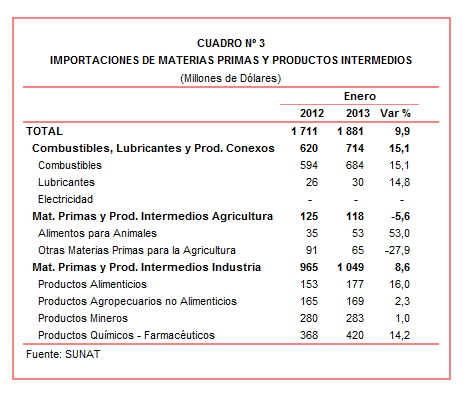 CUADRO Nº 3
IMPORTACIONES DE MATERIAS PRIMAS Y PRODUCTOS INTERMEDIOS
(Millones de Dólares)
Enero
2012 2013 Var %
TOTAL 1 711 1 881 9,9
Combustibles, Lubricantes y Prod. Conexos 620 714 15,1
Combustibles 594 684 15,1
Lubricantes 26 30 14,8
Electricidad - - -
Mat. Primas y Prod. Intermedios Agricultura 125 118 -5,6
Alimentos para Animales 35 53 53,0
Otras Materias Primas para la Agricultura 91 65 -27,9
Mat. Primas y Prod. Intermedios Industria 965 1 049 8,6
Productos Alimenticios 153 177 16,0
Productos Agropecuarios no Alimenticios 165 169 2,3
Productos Mineros 280 283 1,0
Productos Químicos - Farmacéuticos 368 420 14,2
Fuente: SUNAT